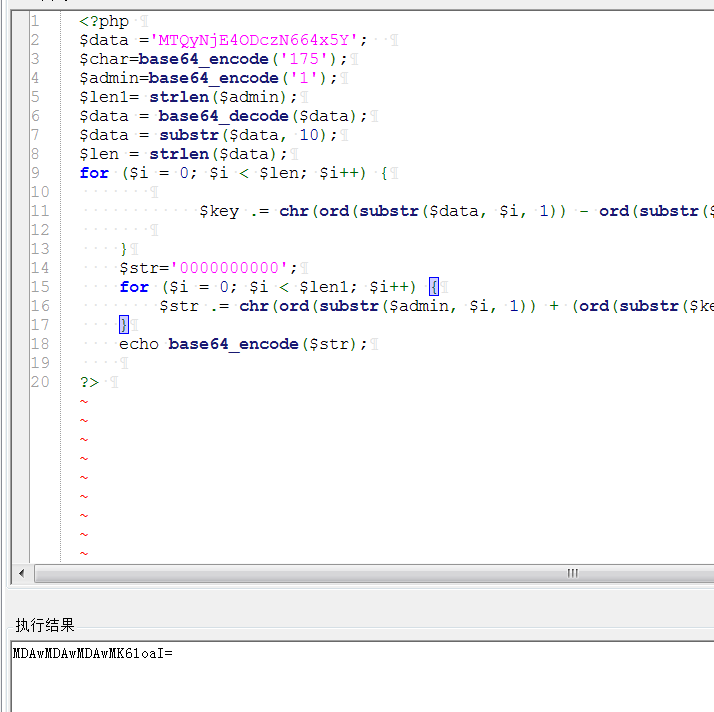 1 <?php
2 $data ='MTQyNjE4ODczN664x5Y';
3 $char=base64_encode('175');
4 $admin=base64_encode('1');
5 $len1= strlen($admin);
6 $data = base64_decode($data);
7 $data = substr($data, 10);
8 $len = strlen($data);
9 for ($i = 0; $i < $len; $i++) {
10
11 $key .= chr(ord(substr($data, $i, 1)) - ord(substr($
12
13 }
14 $str='0000000000';
15 for ($i = 0; $i < $len1; $i++) {
16 $str .= chr(ord(substr($admin, $i, 1)) + (ord(substr($ke
17 }
18 echo base64_encode($str);
19
20 ?>
~
~
~
~
~
~
~
~
~
执行结果
MDAwMDAwMDAwMK61oaI=